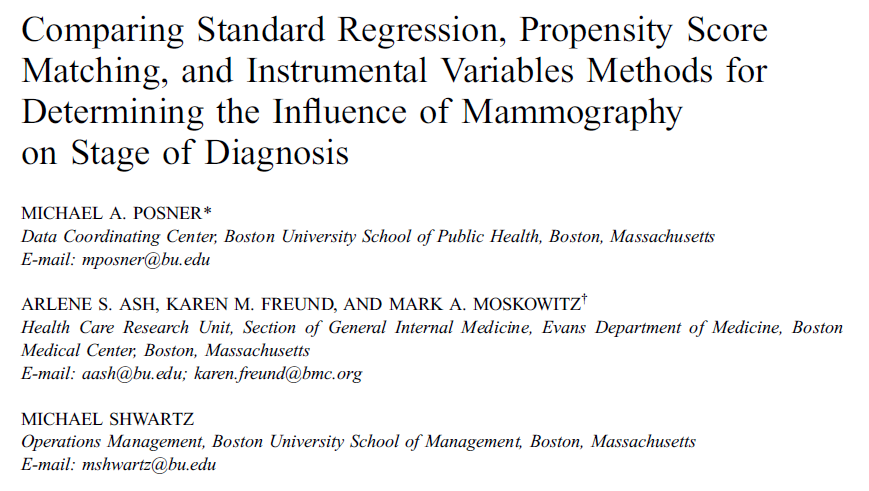 Comparing Standard Regression, Propensity Score
Matching, and Instrumental Variables Methods for
Determining the Influence of Mammography
on Stage of Diagnosis
MICHAEL A. POSNER*
Data Coordinating Center, Boston University School of Public Health, Boston, Massachusetts
E-mail: mposner@bu.edu
ARLENE S. ASH, KAREN M. FREUND, AND MARK A. MOSKOWITZ†
Health Care Research Unit, Section of General Internal Medicine, Evans Department of Medicine, Boston
Medical Center, Boston, Massachusetts
E-mail: aash@bu.edu; karen.freund@bmc.org
MICHAEL SHWARTZ
Operations Management, Boston University School of Management, Boston, Massachusetts
E-mail: mshwartz@bu.edu